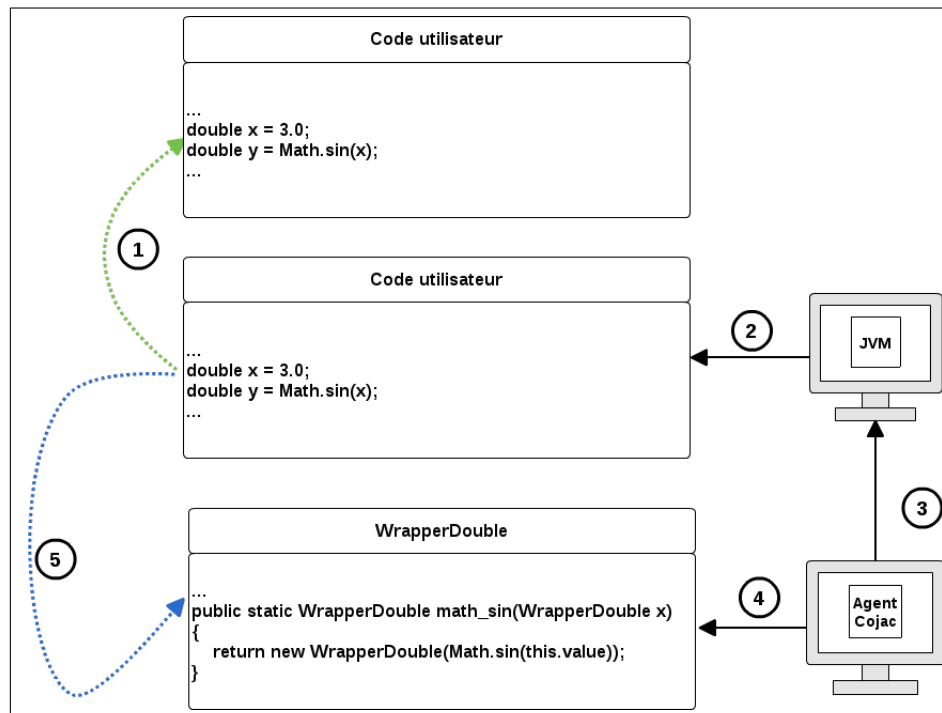 Code utilisateur
...
double x = 3.0;
double y = Math.sin(x);
...
1
Code utilisateur
...
double x = 3.0;
double y = Math.sin(x);
...
2
JVM
3
WrapperDouble
...
public static WrapperDouble math_sin(WrapperDouble x)
{
return new WrapperDouble(Math.sin(this.value));
}
4
Agent
Cojac
5